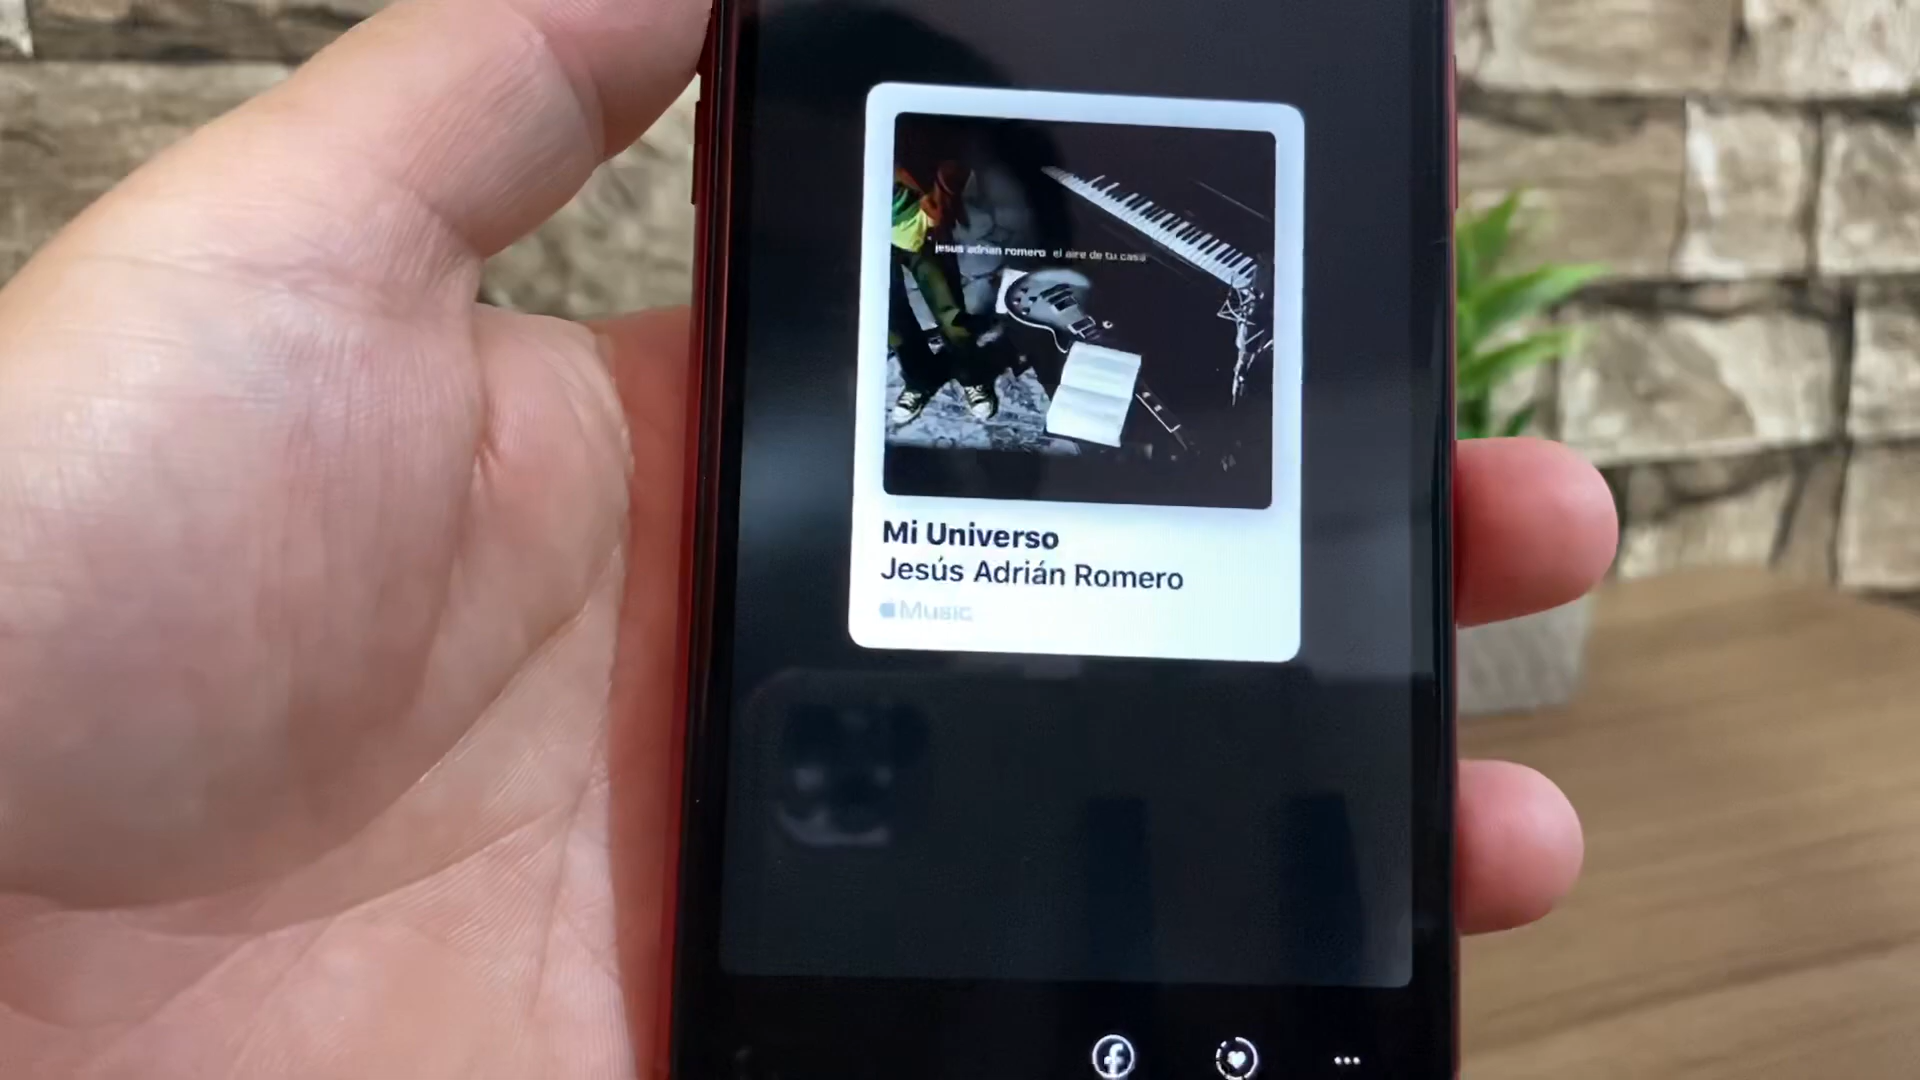 jesus adrian romero el aire de tu casa
Mi Universo
Jesús Adrián Romero
Music